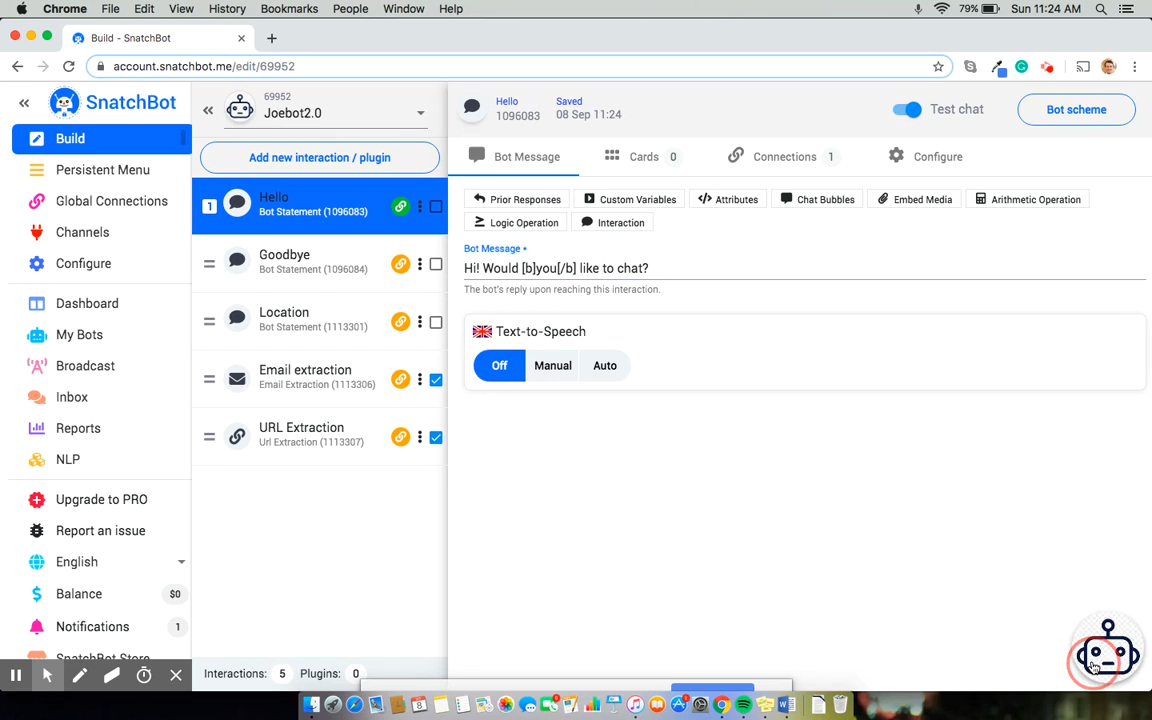 Chrome File Edit View History Bookmarks People Window Help 79% Sun 11:24 AM
Build - SnatchBot
account.snatchbot.me/edit/69952
SnatchBot
Build
Persistent Menu
Global Connections
Channels
Configure
Dashboard
My Bots
Broadcast
Inbox
Reports
NLP
Upgrade to PRO
Report an issue
English
Balance $0
Notifications 1
SnatchBot Store
69952
Joebot2.0
Add new interaction / plugin
1 Hello
Bot Statement (1096083)
Goodbye
Bot Statement (1096084)
Location
Bot Statement (1113301)
Email extraction
Email Extraction (1113306)
URL Extraction
Url Extraction (1113307)
Interactions: 5 Plugins: 0
Hello
1096083
Saved
08 Sep 11:24
Test chat
Bot scheme
Bot Message Cards 0 Connections 1 Configure
Prior Responses Custom Variables </> Attributes Chat Bubbles Embed Media Arithmetic Operation
Logic Operation Interaction
Bot Message •
Hi! Would [b]you[/b] like to chat?
The bot's reply upon reaching this interaction.
Text-to-Speech
Off Manual Auto